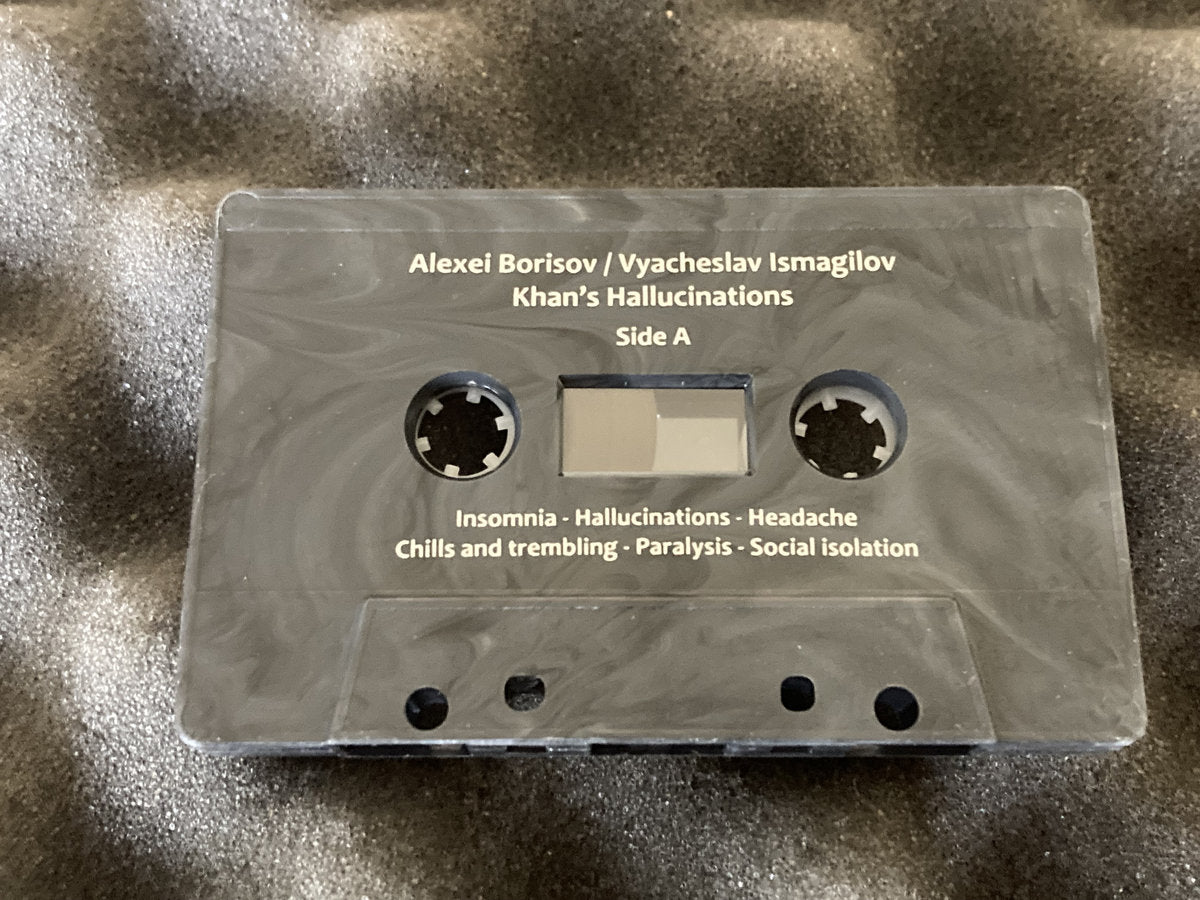 Alexei Borisov / Vyacheslav Ismagilov
Khan's Hallucinations
Side A
Insomnia - Hallucinations - Headache
Chills and trembling - Paralysis - Social isolation